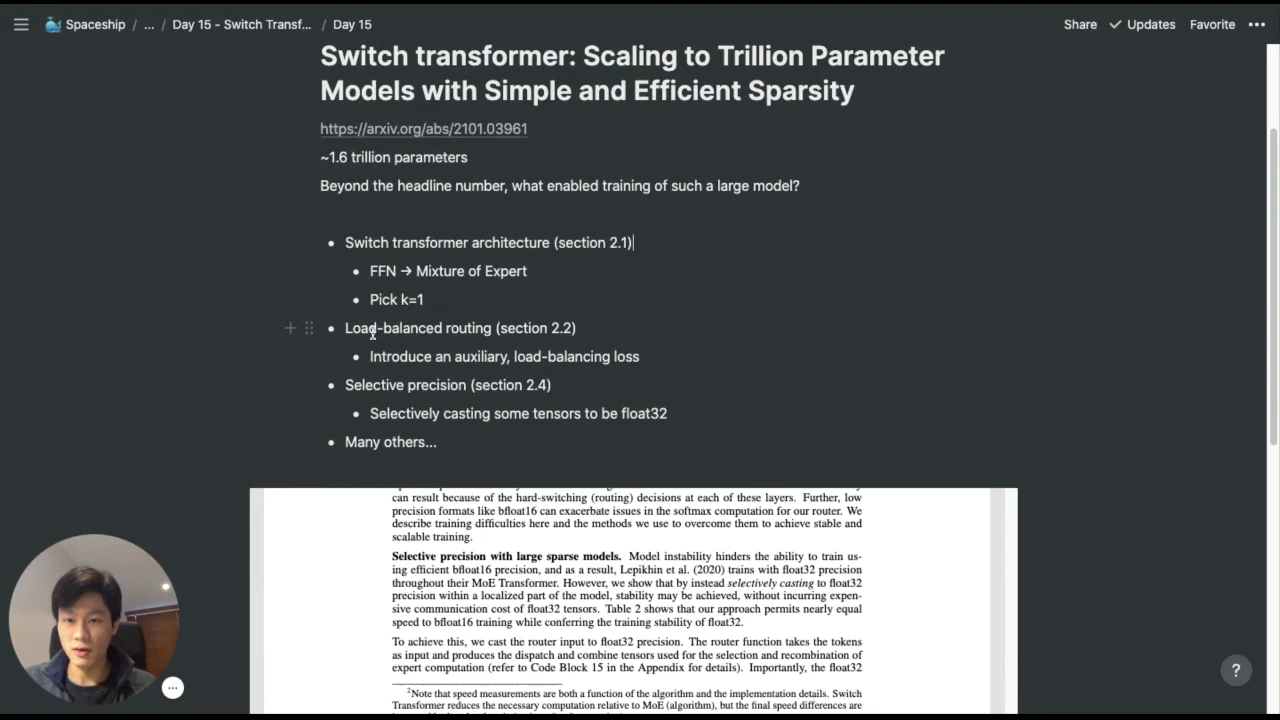 Spaceship / ... / Day 15 - Switch Transf... / Day 15
Share Updates Favorite
Switch transformer: Scaling to Trillion Parameter
Models with Simple and Efficient Sparsity
https://arxiv.org/abs/2101.03961
~1.6 trillion parameters
Beyond the headline number, what enabled training of such a large model?
• Switch transformer architecture (section 2.1)
• FFN → Mixture of Expert
• Pick k=1
• Load-balanced routing (section 2.2)
• Introduce an auxiliary, load-balancing loss
• Selective precision (section 2.4)
• Selectively casting some tensors to be float32
• Many others...
can result because of the hard-switching (routing) decisions at each of these layers. Further, low
precision formats like bfloat16 can exacerbate issues in the softmax computation for our router. We
describe training difficulties here and the methods we use to overcome them to achieve stable and
scalable training.
Selective precision with large sparse models. Model instability hinders the ability to train us-
ing efficient bfloat16 precision, and as a result, Lepikhin et al. (2020) trains with float32 precision
throughout their MoE Transformer. However, we show that by instead selectively casting to float32
precision within a localized part of the model, stability may be achieved, without incurring expen-
sive communication cost of float32 tensors. Table 2 shows that our approach permits nearly equal
speed to bfloat16 training while conferring the training stability of float32.
To achieve this, we cast the router input to float32 precision. The router function takes the tokens
as input and produces the dispatch and combine tensors used for the selection and recombination of
expert computation (refer to Code Block 15 in the Appendix for details). Importantly, the float32
2Note that speed measurements are both a function of the algorithm and the implementation details. Switch
Transformer reduces the necessary computation relative to MoE (algorithm), but the final speed differences are
?